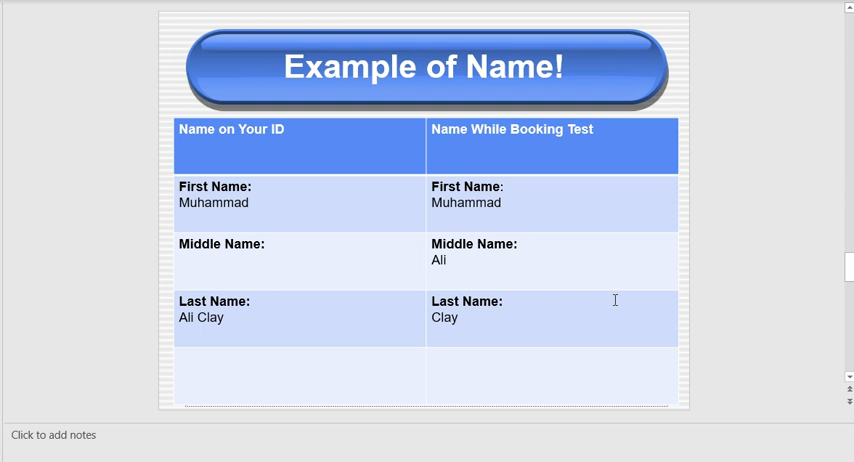 Example of Name!
Name on Your ID
Name While Booking Test
First Name:
Muhammad
First Name:
Muhammad
Middle Name:
Middle Name:
Ali
Last Name:
Ali Clay
Last Name:
Clay
Click to add notes